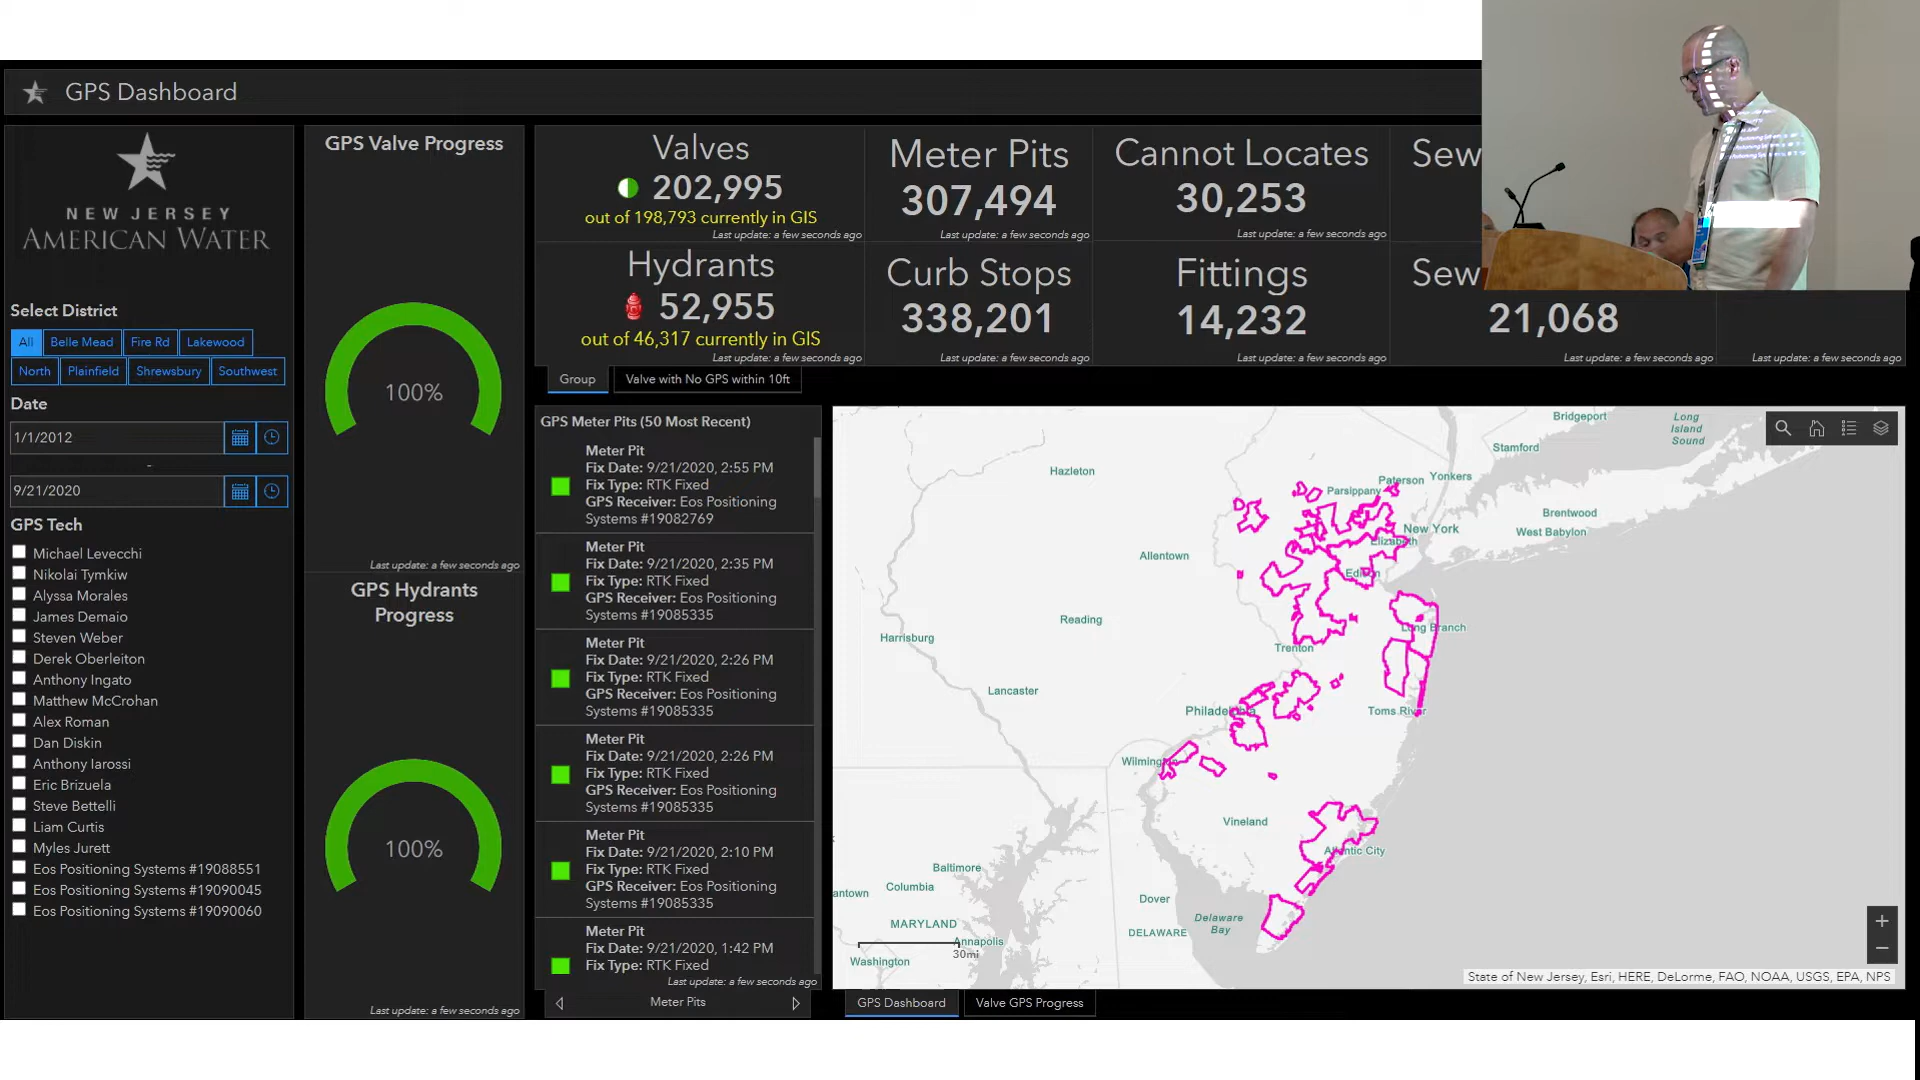 GPS Dashboard
NEW JERSEY
AMERICAN WATER
Select District
All
Belle Mead
Fire Rd
Lakewood
North
Plainfield
Shrewsbury
Southwest
Date
1/1/2012
-
9/21/2020
GPS Tech
Michael Levecchi
Nikolai Tymkiw
Alyssa Morales
James Demaio
Steven Weber
Derek Oberleiton
Anthony Ingato
Matthew McCrohan
Alex Roman
Dan Diskin
Anthony Iarossi
Eric Brizuela
Steve Bettelli
Liam Curtis
Myles Jurett
Eos Positioning Systems #19088551
Eos Positioning Systems #19090045
Eos Positioning Systems #19090060
GPS Valve Progress
100%
Last update: a few seconds ago
GPS Hydrants
Progress
100%
Last update: a few seconds ago
Valves
202,995
out of 198,793 currently in GIS
Last update: a few seconds ago
Meter Pits
307,494
Last update: a few seconds ago
Cannot Locates
30,253
Last update: a few seconds ago
Sew
Hydrants
52,955
out of 46,317 currently in GIS
Last update: a few seconds ago
Curb Stops
338,201
Last update: a few seconds ago
Fittings
14,232
Last update: a few seconds ago
Sew
21,068
Last update: a few seconds ago
Last update: a few seconds ago
Group
Valve with No GPS within 10ft
GPS Meter Pits (50 Most Recent)
Meter Pit
Fix Date: 9/21/2020, 2:55 PM
Fix Type: RTK Fixed
GPS Receiver: Eos Positioning
Systems #19082769
Meter Pit
Fix Date: 9/21/2020, 2:35 PM
Fix Type: RTK Fixed
GPS Receiver: Eos Positioning
Systems #19085335
Meter Pit
Fix Date: 9/21/2020, 2:26 PM
Fix Type: RTK Fixed
GPS Receiver: Eos Positioning
Systems #19085335
Meter Pit
Fix Date: 9/21/2020, 2:26 PM
Fix Type: RTK Fixed
GPS Receiver: Eos Positioning
Systems #19085335
Meter Pit
Fix Date: 9/21/2020, 2:10 PM
Fix Type: RTK Fixed
GPS Receiver: Eos Positioning
Systems #19085335
Meter Pit
Fix Date: 9/21/2020, 1:42 PM
Fix Type: RTK Fixed
Last update: a few seconds ago
Meter Pits
Bridgeport
Long
Island
Sound
Stamford
Hazleton
Paterson
Yonkers
Parsippany
Brentwood
New York
West Babylon
Elizabeth
Allentown
Edison
Reading
Long Branch
Harrisburg
Trenton
Lancaster
Philadelphia
Toms River
Wilmington
Vineland
Atlantic City
Baltimore
Columbia
antown
Dover
Delaware
Bay
MARYLAND
DELAWARE
Annapolis
30mi
Washington
+
−
State of New Jersey, Esri, HERE, DeLorme, FAO, NOAA, USGS, EPA, NPS
GPS Dashboard
Valve GPS Progress